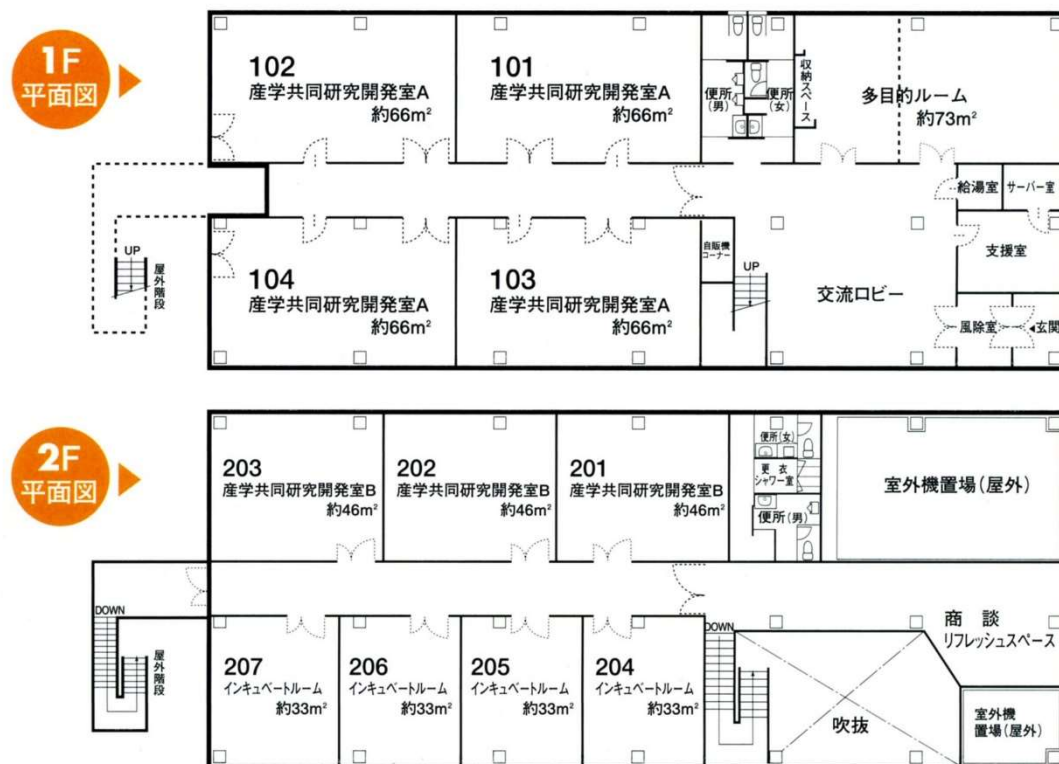 1F
平面図
102
産学共同研究開発室A
約66m²
101
産学共同研究開発室A
約66m²
便所
(男)
便所
(女)
収納スペース
多目的ルーム
約73m²
給湯室
サーバー室
支援室
UP
屋外階段
104
産学共同研究開発室A
約66m²
103
産学共同研究開発室A
約66m²
自販機
コーナー
UP
交流ロビー
風除室
◀玄関
2F
平面図
203
産学共同研究開発室B
約46m²
202
産学共同研究開発室B
約46m²
201
産学共同研究開発室B
約46m²
便所(女)
更衣
シャワー室
便所(男)
室外機置場(屋外)
DOWN
屋外階段
207
インキュベートルーム
約33m²
206
インキュベートルーム
約33m²
205
インキュベートルーム
約33m²
204
インキュベートルーム
約33m²
DOWN
吹抜
商談
リフレッシュスペース
室外機
置場(屋外)